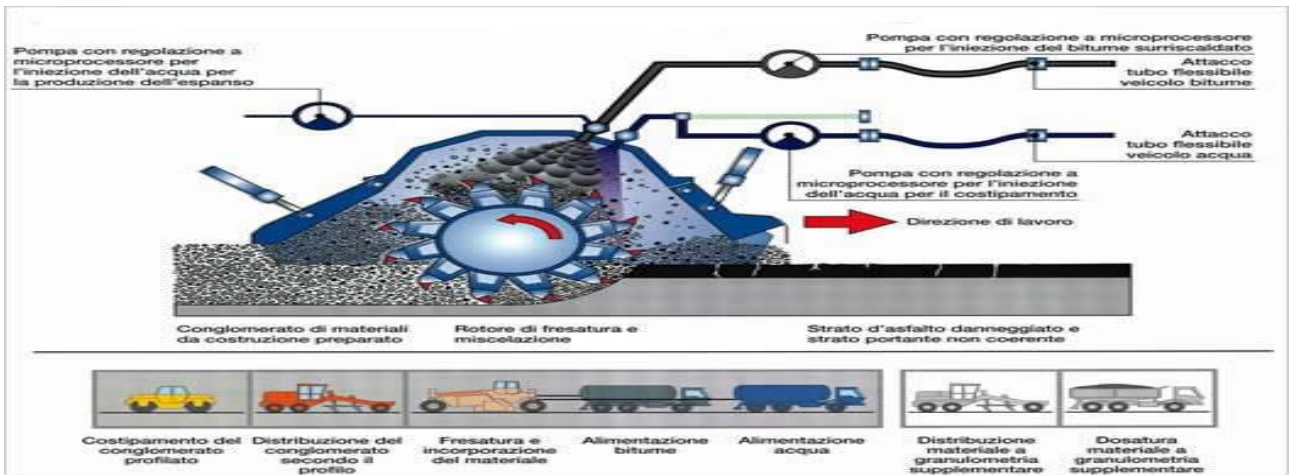 Pompa con regolazione a
microprocessore per
l'iniezione dell'acqua per
la produzione dell'espanso
Pompa con regolazione a microprocessore
per l'iniezione del bitume surriscaldato
Attacco
tubo flessibile
veicolo bitume
Attacco
tubo flessibile
veicolo acqua
Pompa con regolazione a
microprocessore per l'iniezione
dell'acqua per il costipamento
Direzione di lavoro
Conglomerato di materiali
da costruzione preparato
Rotore di fresatura e
miscelazione
Strato d'asfalto danneggiato e
strato portante non coerente
Costipamento del
conglomerato
profilato
Distribuzione del
conglomerato
secondo il
profilo
Fresatura e
incorporazione
del materiale
Alimentazione
bitume
Alimentazione
acqua
Distribuzione
materiale a
granulometria
supplementare
Dosatura
materiale a
granulometria
supplementare